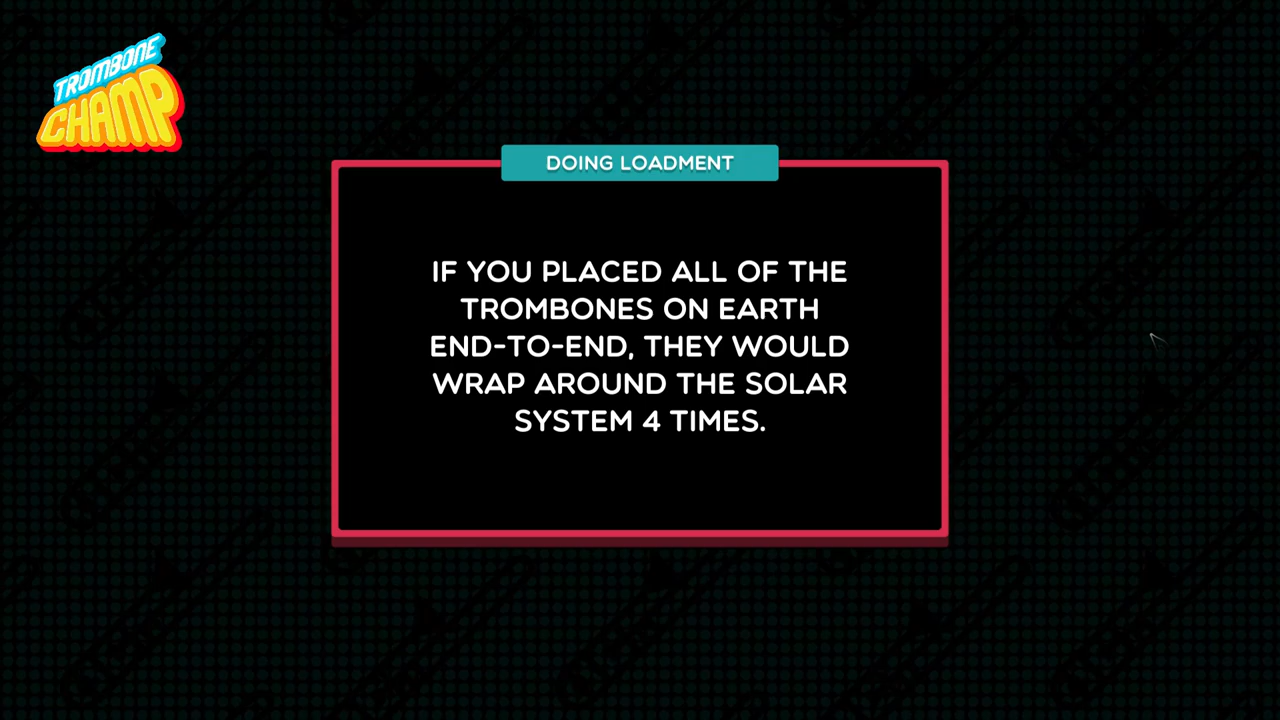 TROMBONE
CHAMP
DOING LOADMENT
IF YOU PLACED ALL OF THE
TROMBONES ON EARTH
END-TO-END, THEY WOULD
WRAP AROUND THE SOLAR
SYSTEM 4 TIMES.